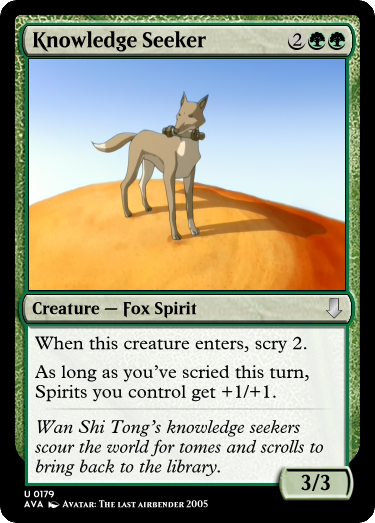 Knowledge Seeker 2
Creature — Fox Spirit
When this creature enters, scry 2.
As long as you've scried this turn,
Spirits you control get +1/+1.
Wan Shi Tong's knowledge seekers
scour the world for tomes and scrolls to
bring back to the library.
3/3
U 0179
AVA Avatar: The last airbender 2005